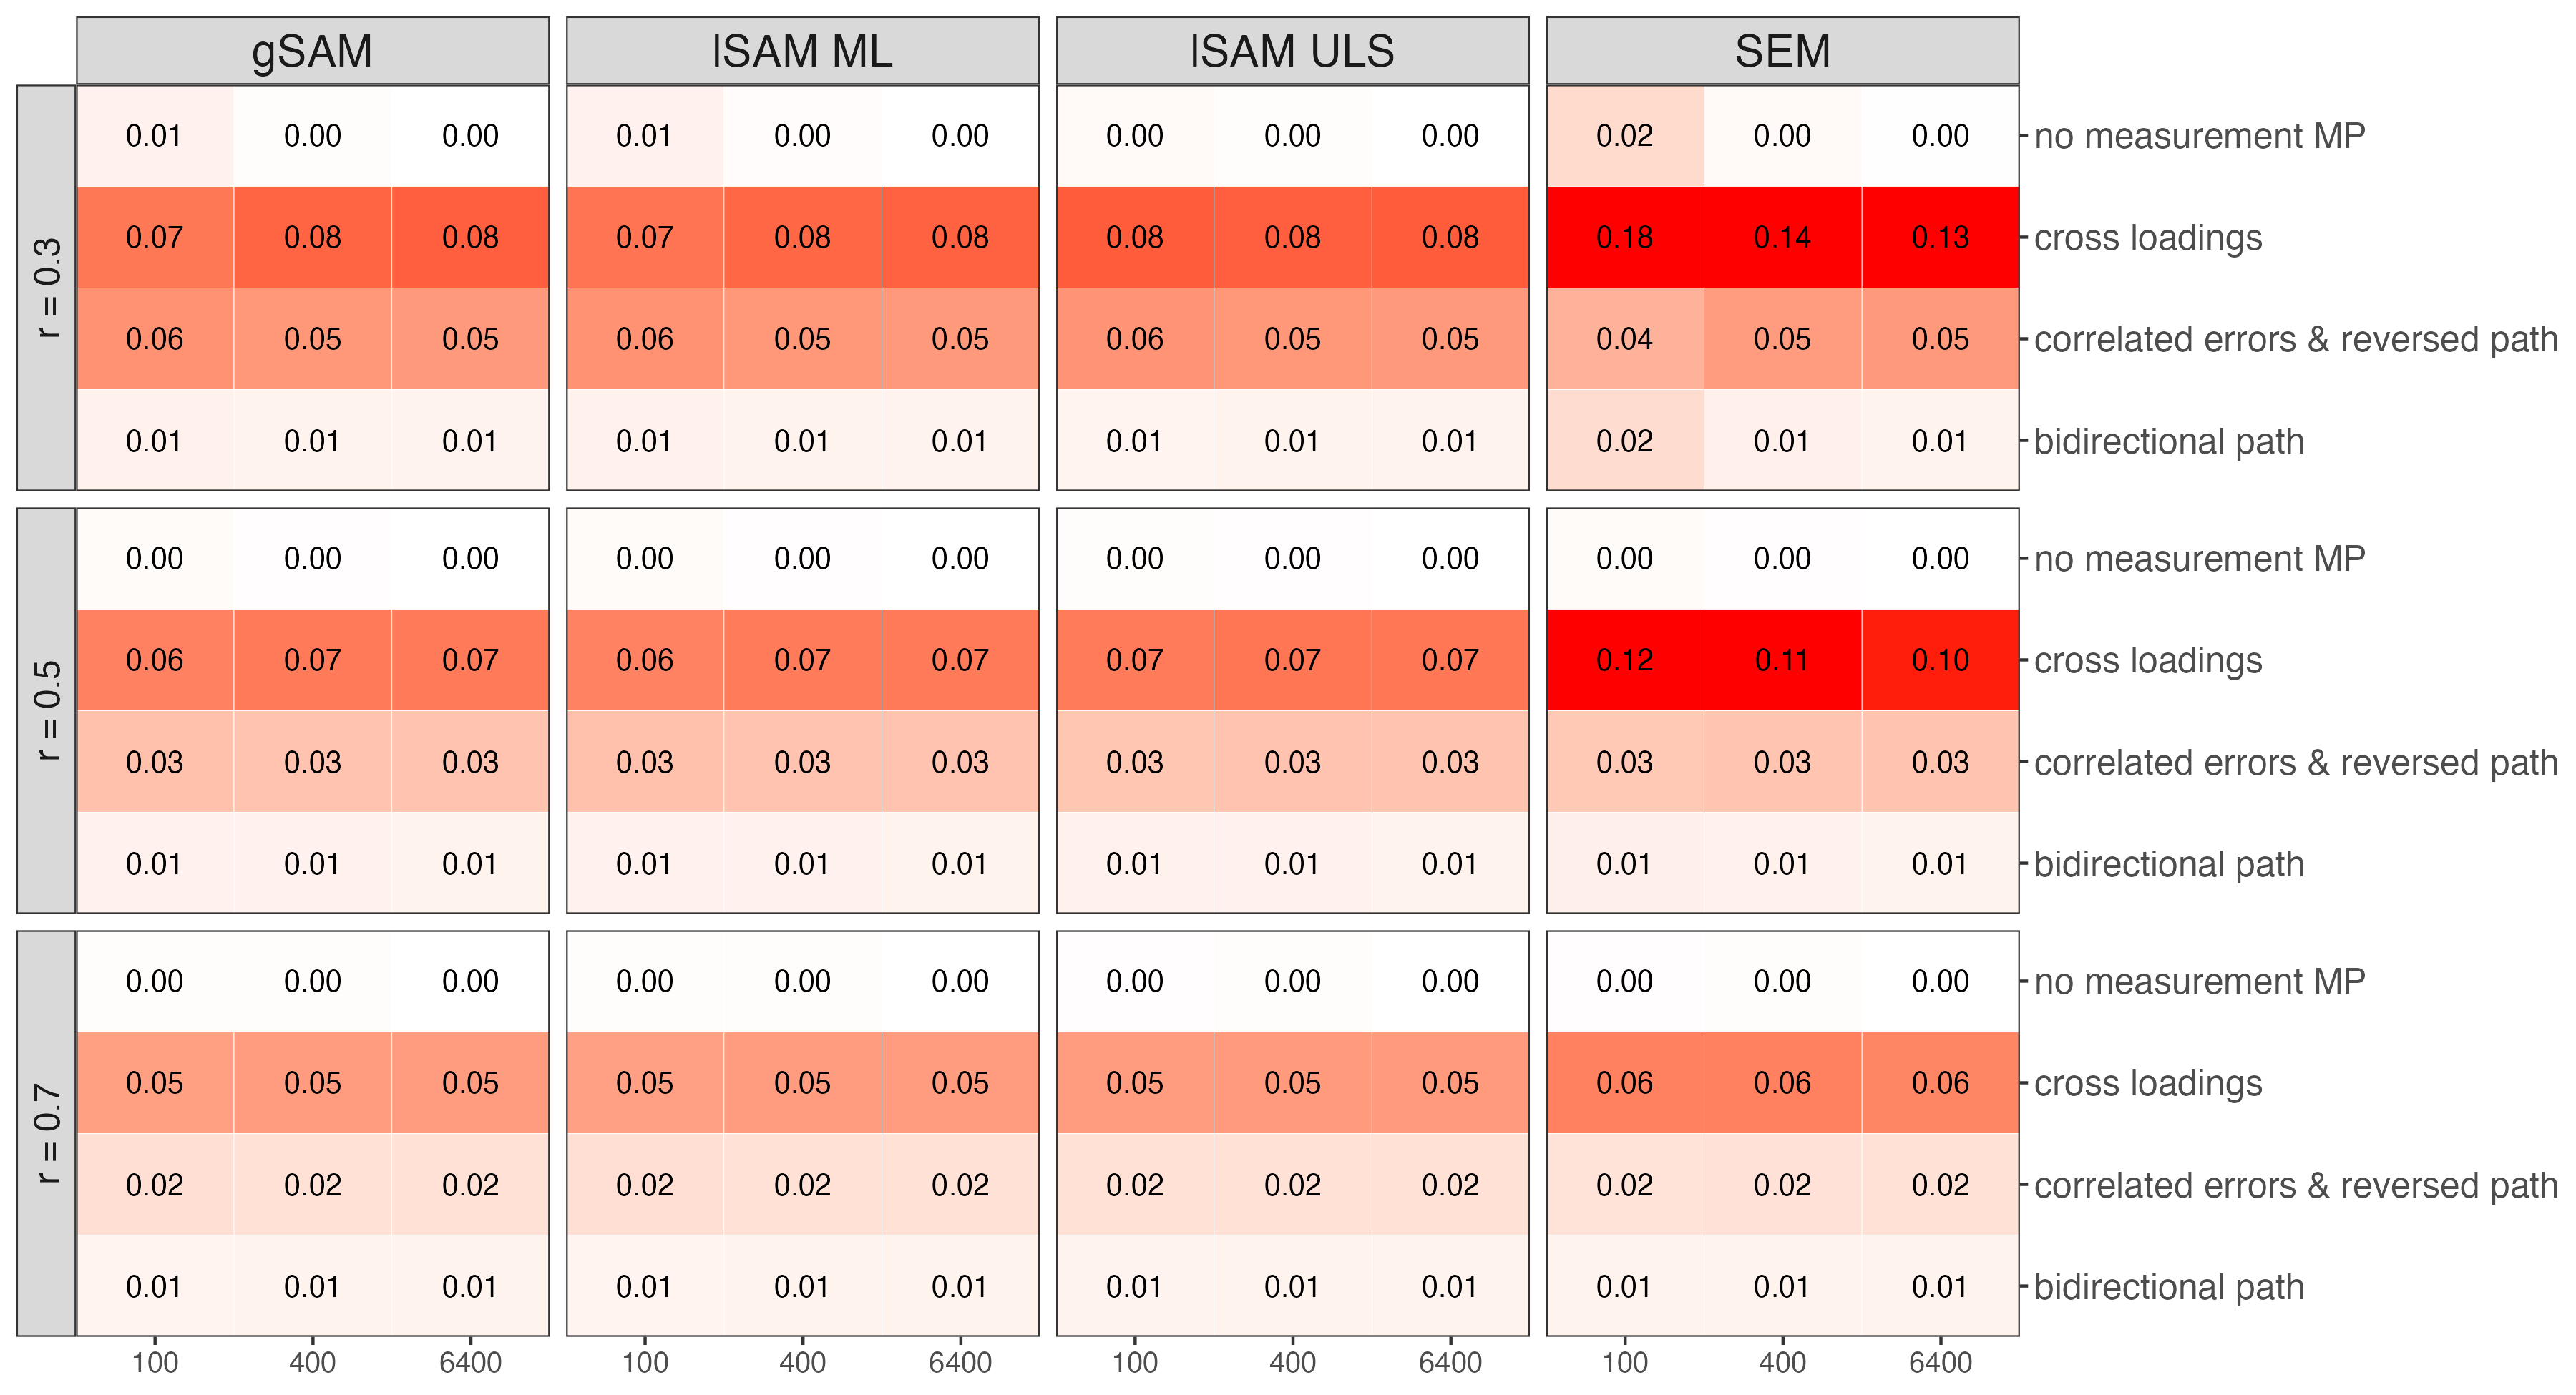 gSAM lSAM ML lSAM ULS SEM
r = 0.3
0.01 0.00 0.00 0.01 0.00 0.00 0.00 0.00 0.00 0.02 0.00 0.00 no measurement MP
0.07 0.08 0.08 0.07 0.08 0.08 0.08 0.08 0.08 0.18 0.14 0.13 cross loadings
0.06 0.05 0.05 0.06 0.05 0.05 0.06 0.05 0.05 0.04 0.05 0.05 correlated errors & reversed path
0.01 0.01 0.01 0.01 0.01 0.01 0.01 0.01 0.01 0.02 0.01 0.01 bidirectional path
r = 0.5
0.00 0.00 0.00 0.00 0.00 0.00 0.00 0.00 0.00 0.00 0.00 0.00 no measurement MP
0.06 0.07 0.07 0.06 0.07 0.07 0.07 0.07 0.07 0.12 0.11 0.10 cross loadings
0.03 0.03 0.03 0.03 0.03 0.03 0.03 0.03 0.03 0.03 0.03 0.03 correlated errors & reversed path
0.01 0.01 0.01 0.01 0.01 0.01 0.01 0.01 0.01 0.01 0.01 0.01 bidirectional path
r = 0.7
0.00 0.00 0.00 0.00 0.00 0.00 0.00 0.00 0.00 0.00 0.00 0.00 no measurement MP
0.05 0.05 0.05 0.05 0.05 0.05 0.05 0.05 0.05 0.06 0.06 0.06 cross loadings
0.02 0.02 0.02 0.02 0.02 0.02 0.02 0.02 0.02 0.02 0.02 0.02 correlated errors & reversed path
0.01 0.01 0.01 0.01 0.01 0.01 0.01 0.01 0.01 0.01 0.01 0.01 bidirectional path
100 400 6400 100 400 6400 100 400 6400 100 400 6400